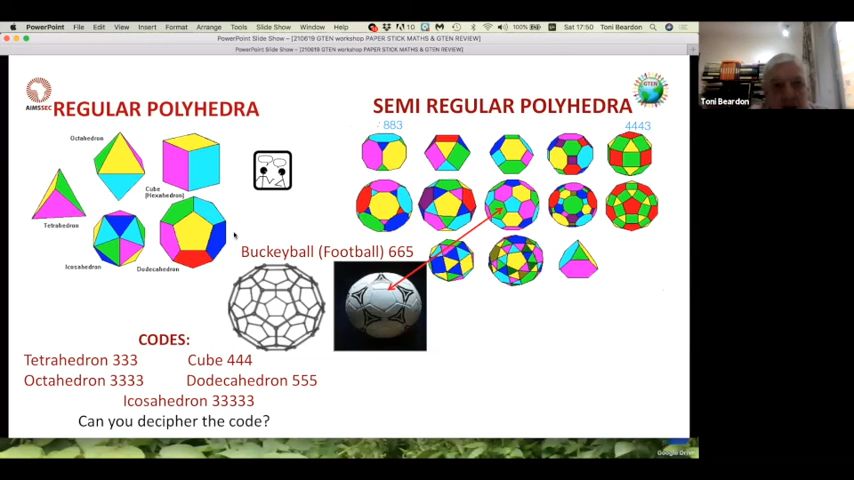 PowerPoint File Edit View Insert Format Arrange Tools Slide Show Window Help 10 Sat 17:50 Toni Beardon
PowerPoint Slide Show - [210619 GTEN workshop PAPER STICK MATHS & GTEN REVIEW]
PowerPoint Slide Show - [210619 GTEN workshop PAPER STICK MATHS & GTEN REVIEW]
Toni Beardon
AIMSSEC
REGULAR POLYHEDRA
SEMI REGULAR POLYHEDRA
GTEN
883
4443
Octahedron
Cube
[Hexahedron]
Tetrahedron
Icosahedron
Dodecahedron
Buckeyball (Football) 665
CODES:
Tetrahedron 333 Cube 444
Octahedron 3333 Dodecahedron 555
Icosahedron 33333
Can you decipher the code?
Google Drive